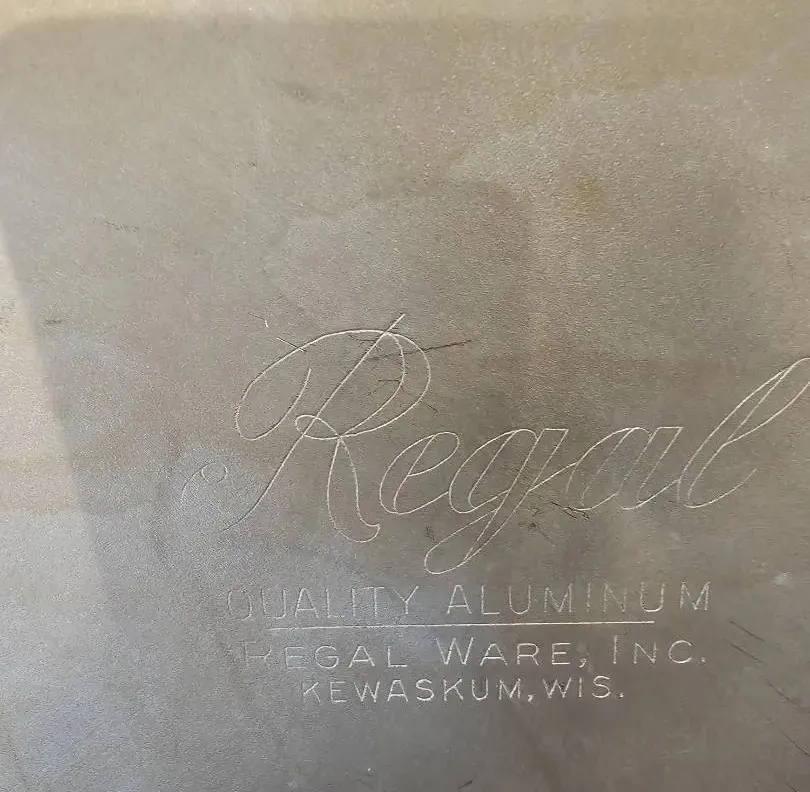 Regal
QUALITY ALUMINUM
REGAL WARE, INC.
KEWASKUM, WIS.